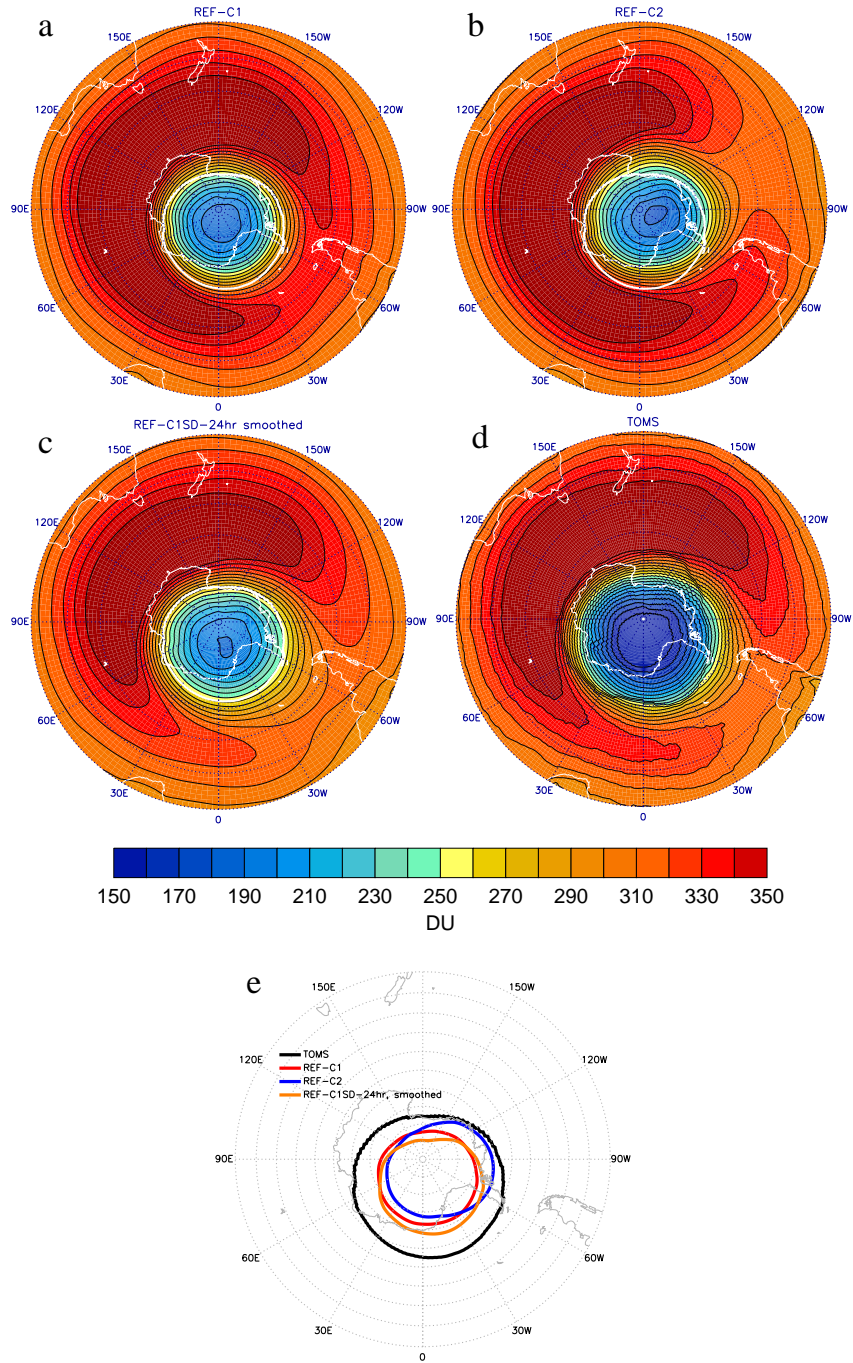 a
REF-C1
150E
150W
120E
120W
90E
90W
60E
60W
30E
30W
0
b
REF-C2
150E
150W
120E
120W
90E
90W
60E
60W
30E
30W
0
c
REF-C1SD-24hr smoothed
150E
150W
120E
120W
90E
90W
60E
60W
30E
30W
0
d
TOMS
150E
150W
120E
120W
90E
90W
60E
60W
30E
30W
0
150 170 190 210 230 250 270 290 310 330 350
DU
e
150E
150W
120E
120W
TOMS
REF-C1
REF-C2
REF-C1SD-24hr, smoothed
90E
90W
60E
60W
30E
30W
0